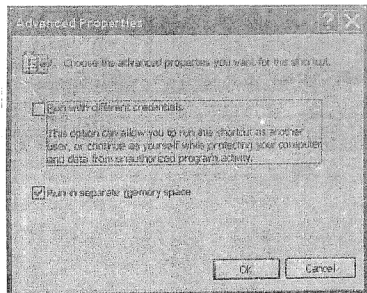 Advanced Properties
Choose the advanced properties you want for this shortcut.
Run with different credentials
This option can allow you to run this shortcut as another
user, or continue as yourself while protecting your computer
and data from unauthorized program activity.
Run in separate memory space
OK
Cancel